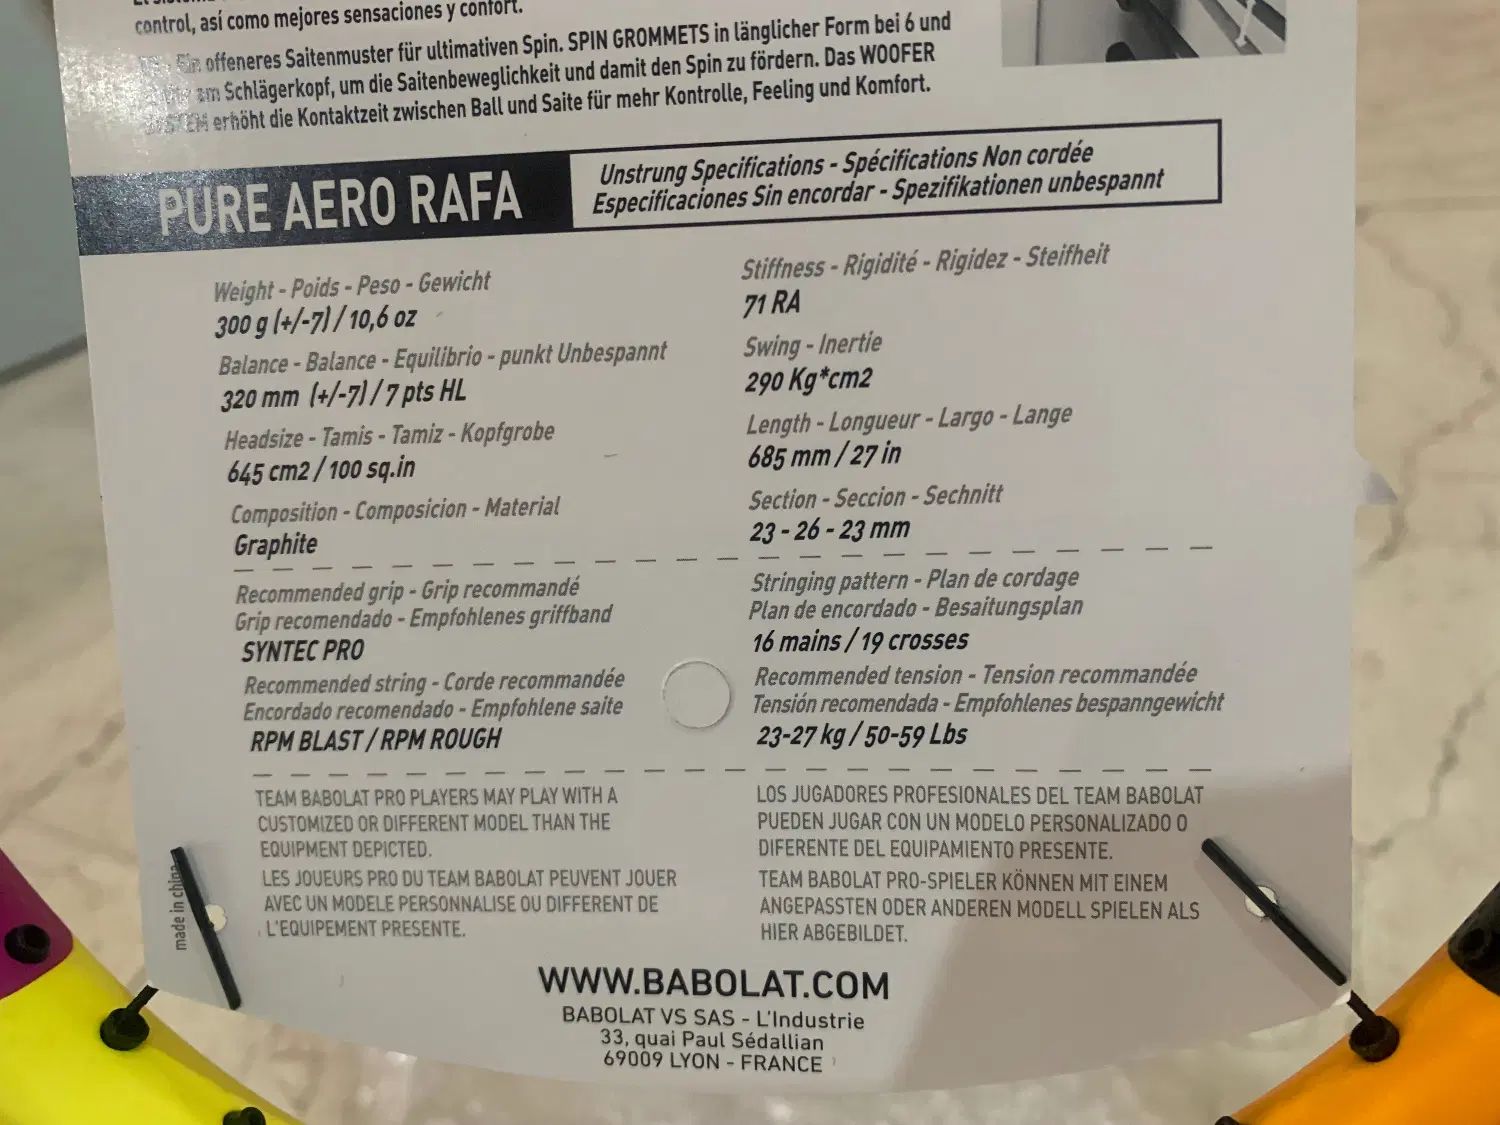 control, así como mejores sensaciones y confort.
Ein offeneres Saitenmuster für ultimativen Spin. SPIN GROMMETS in länglicher Form bei 6 und
am Schlägerkopf, um die Saitenbeweglichkeit und damit den Spin zu fördern. Das WOOFER
SYSTEM erhöht die Kontaktzeit zwischen Ball und Saite für mehr Kontrolle, Feeling und Komfort.
PURE AERO RAFA
Unstrung Specifications - Spécifications Non cordée
Especificaciones Sin encordar - Spezifikationen unbespannt
Weight - Poids - Peso - Gewicht
300 g (+/-7) / 10,6 oz
Balance - Balance - Equilibrio - punkt Unbespannt
320 mm (+/-7) / 7 pts HL
Headsize - Tamis - Tamiz - Kopfgrobe
645 cm2 / 100 sq.in
Composition - Composicion - Material
Graphite
Stiffness - Rigidité - Rigidez - Steifheit
71 RA
Swing - Inertie
290 Kg*cm2
Length - Longueur - Largo - Lange
685 mm / 27 in
Section - Seccion - Sechnitt
23 - 26 - 23 mm
Recommended grip - Grip recommandé
Grip recomendado - Empfohlenes griffband
SYNTEC PRO
Recommended string - Corde recommandée
Encordado recomendado - Empfohlene saite
RPM BLAST / RPM ROUGH
Stringing pattern - Plan de cordage
Plan de encordado - Besaitungsplan
16 mains / 19 crosses
Recommended tension - Tension recommandée
Tensión recomendada - Empfohlenes bespanngewicht
23-27 kg / 50-59 Lbs
TEAM BABOLAT PRO PLAYERS MAY PLAY WITH A
CUSTOMIZED OR DIFFERENT MODEL THAN THE
EQUIPMENT DEPICTED.
LES JOUEURS PRO DU TEAM BABOLAT PEUVENT JOUER
AVEC UN MODELE PERSONNALISE OU DIFFERENT DE
L'EQUIPEMENT PRESENTE.
LOS JUGADORES PROFESIONALES DEL TEAM BABOLAT
PUEDEN JUGAR CON UN MODELO PERSONALIZADO O
DIFERENTE DEL EQUIPAMIENTO PRESENTE.
TEAM BABOLAT PRO-SPIELER KÖNNEN MIT EINEM
ANGEPASSTEN ODER ANDEREN MODELL SPIELEN ALS
HIER ABGEBILDET.
made in china
WWW.BABOLAT.COM
BABOLAT VS SAS - L'Industrie
33, quai Paul Sédallian
69009 LYON - FRANCE